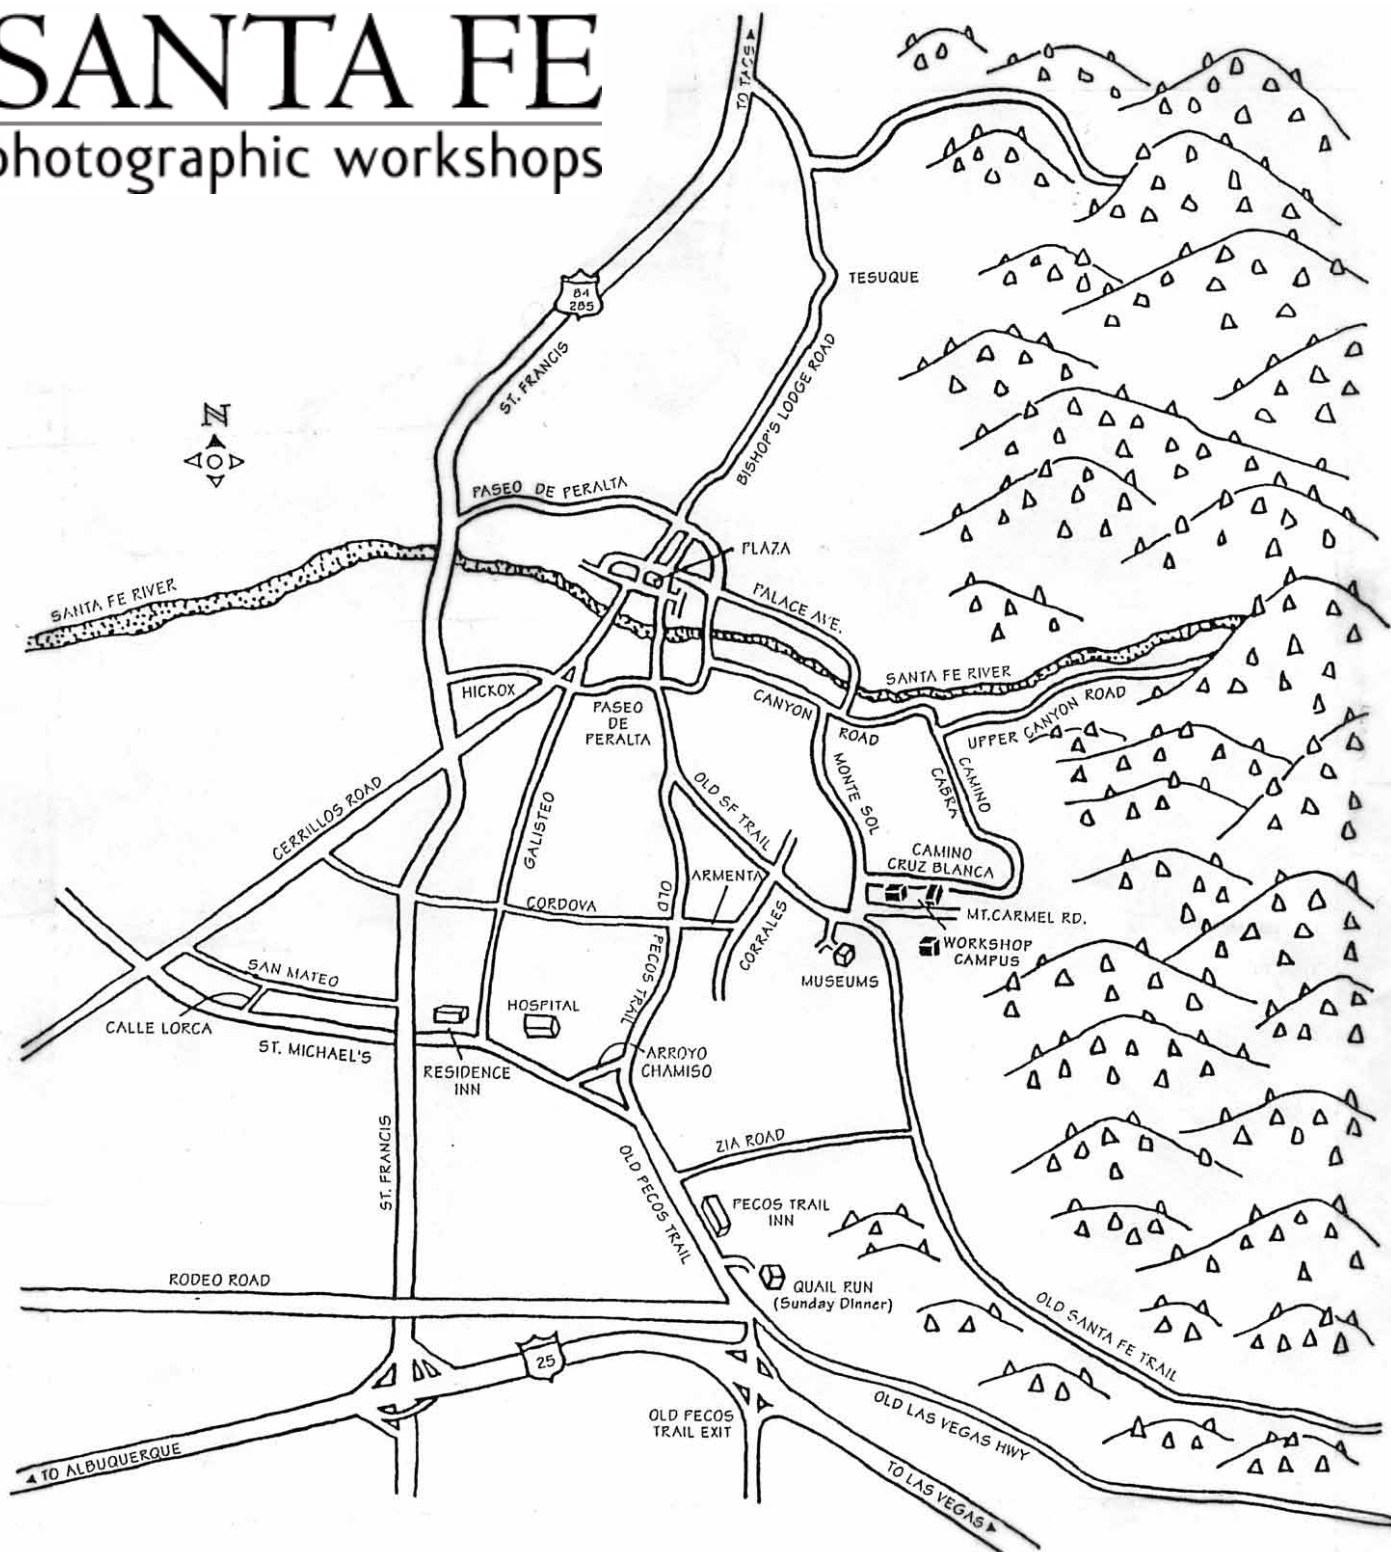 SANTA FE
photographic workshops
TO TAOS
TESUQUE
84
285
ST. FRANCIS
BISHOP'S LODGE ROAD
N
PASEO DE PERALTA
PLAZA
SANTA FE RIVER
PALACE AVE.
SANTA FE RIVER
HICKOX
CANYON
ROAD
UPPER CANYON ROAD
PASEO
DE
PERALTA
CERRILLOS ROAD
GALISTEO
OLD SF TRAIL
MONTE SOL
CAMINO
CABRA
CAMINO
CRUZ BLANCA
ARMENTA
CORDOVA
OLD
PECOS TRAIL
CORRALES
MT. CARMEL RD.
WORKSHOP
CAMPUS
MUSEUMS
SAN MATEO
CALLE LORCA
ST. MICHAEL'S
HOSPITAL
RESIDENCE
INN
ARROYO
CHAMISO
ST. FRANCIS
ZIA ROAD
OLD PECOS TRAIL
PECOS TRAIL
INN
QUAIL RUN
(Sunday Dinner)
RODEO ROAD
25
OLD SANTA FE TRAIL
OLD PECOS
TRAIL EXIT
OLD LAS VEGAS HWY
TO ALBUQUERQUE
TO LAS VEGAS